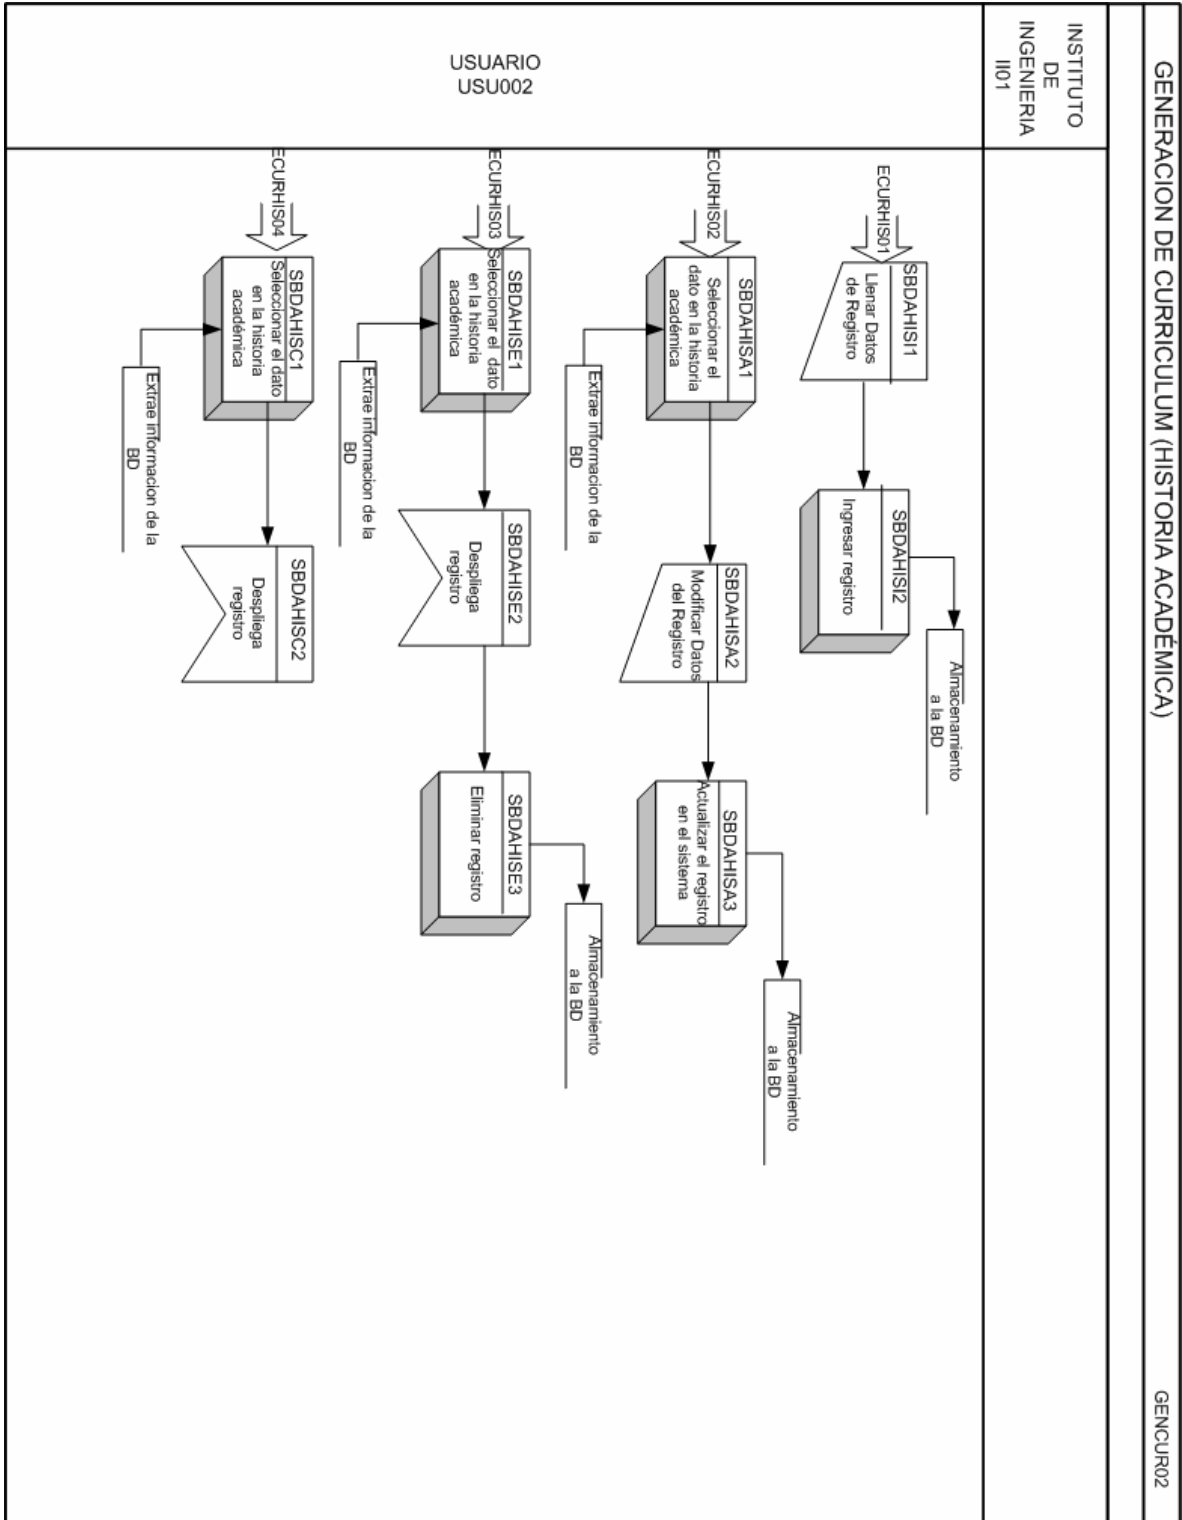 GENERACION DE CURRICULUM (HISTORIA ACADÉMICA)
GENCUR02
INSTITUTO
DE
INGENIERIA
II01
USUARIO
USU002
ECURHIS01
SBDAHISI1
Llenar Datos
de Registro
SBDAHISI2
Ingresar registro
Almacenamiento
a la BD
ECURHIS02
SBDAHISA1
Seleccionar el
dato en la historia
académica
Extrae informacion de la
BD
SBDAHISA2
Modificar Datos
del Registro
SBDAHISA3
Actualizar el registro
en el sistema
Almacenamiento
a la BD
ECURHIS03
SBDAHISE1
Seleccionar el dato
en la historia
académica
Extrae informacion de la
BD
SBDAHISE2
Despliega
registro
SBDAHISE3
Eliminar registro
Almacenamiento
a la BD
ECURHIS04
SBDAHISC1
Seleccionar el dato
en la historia
académica
Extrae informacion de la
BD
SBDAHISC2
Despliega
registro